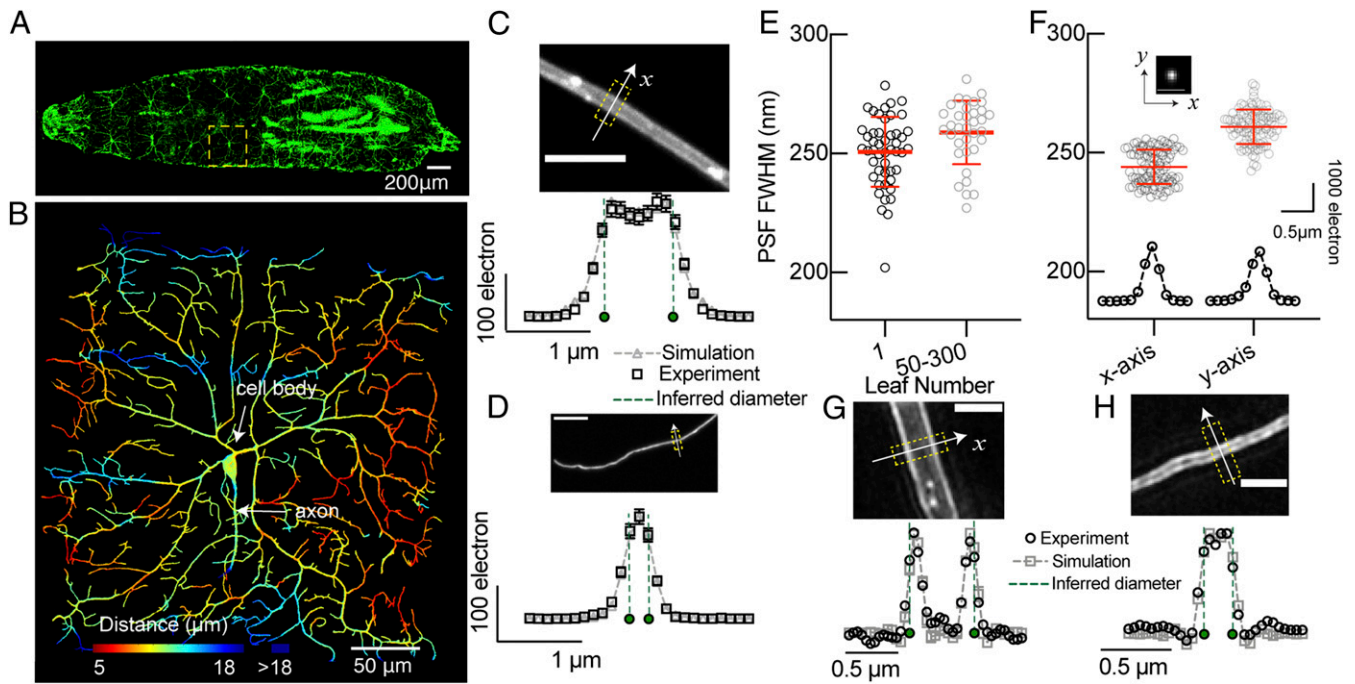 A
200μm
B
cell body
axon
Distance (μm)
5
18
>18
50 μm
C
x
100 electron
1 μm
Simulation
Experiment
Inferred diameter
D
100 electron
1 μm
E
300
250
200
PSF FWHM (nm)
1
50-300
Leaf Number
F
300
250
200
y
x
1000 electron
0.5μm
x-axis
y-axis
G
x
0.5 μm
Experiment
Simulation
Inferred diameter
H
0.5 μm